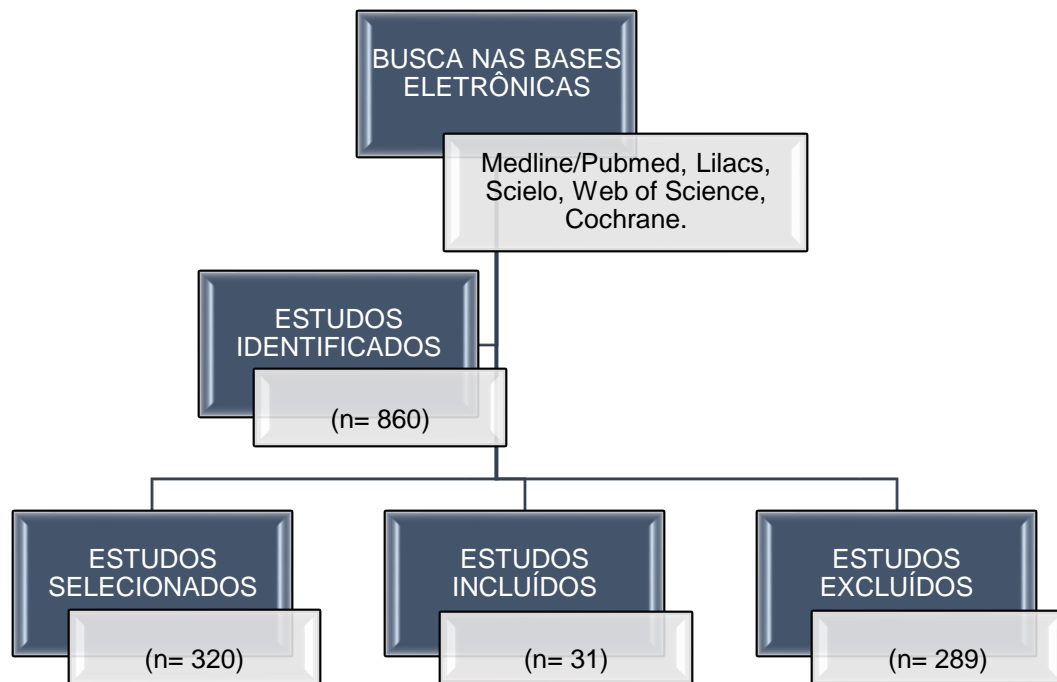 BUSCA NAS BASES
ELETRÔNICAS
Medline/Pubmed, Lilacs,
Scielo, Web of Science,
Cochrane.
ESTUDOS
IDENTIFICADOS
(n= 860)
ESTUDOS
SELECIONADOS
(n= 320)
ESTUDOS
INCLUÍDOS
(n= 31)
ESTUDOS
EXCLUÍDOS
(n= 289)